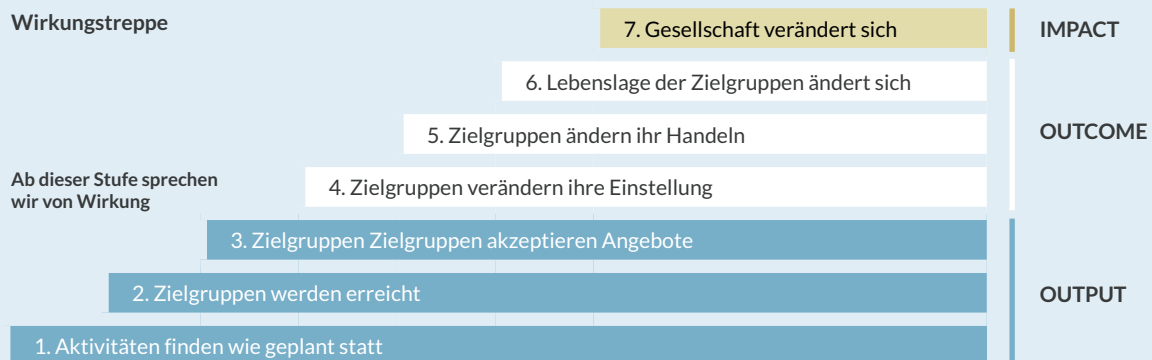 Wirkungstreppe
7. Gesellschaft verändert sich
IMPACT
6. Lebenslage der Zielgruppen ändert sich
5. Zielgruppen ändern ihr Handeln
OUTCOME
Ab dieser Stufe sprechen
wir von Wirkung
4. Zielgruppen verändern ihre Einstellung
3. Zielgruppen Zielgruppen akzeptieren Angebote
2. Zielgruppen werden erreicht
OUTPUT
1. Aktivitäten finden wie geplant statt